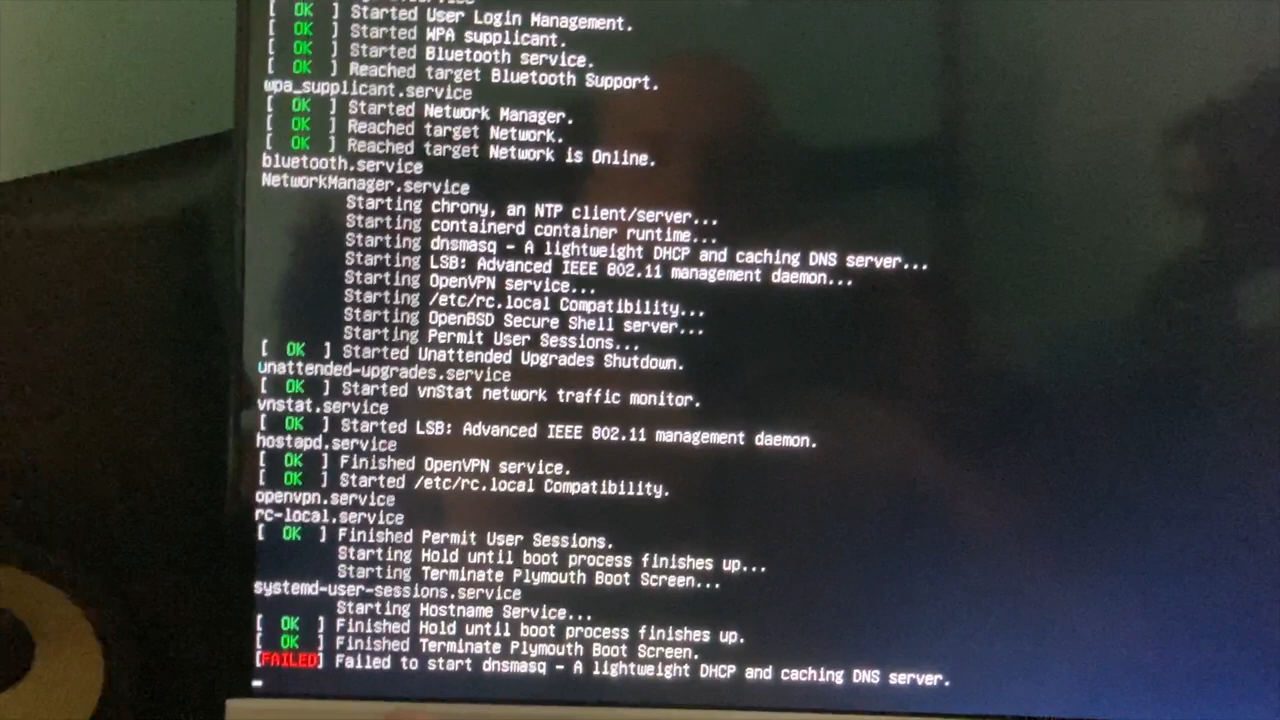 [  OK  ] Started User Login Management.
[  OK  ] Started WPA supplicant.
[  OK  ] Started Bluetooth service.
[  OK  ] Reached target Bluetooth Support.
wpa_supplicant.service
[  OK  ] Started Network Manager.
[  OK  ] Reached target Network.
[  OK  ] Reached target Network is Online.
bluetooth.service
NetworkManager.service
Starting chrony, an NTP client/server...
Starting containerd container runtime...
Starting dnsmasq - A lightweight DHCP and caching DNS server...
Starting LSB: Advanced IEEE 802.11 management daemon...
Starting OpenVPN service...
Starting /etc/rc.local Compatibility...
Starting OpenBSD Secure Shell server...
Starting Permit User Sessions...
[  OK  ] Started Unattended Upgrades Shutdown.
unattended-upgrades.service
[  OK  ] Started vnStat network traffic monitor.
vnstat.service
[  OK  ] Started LSB: Advanced IEEE 802.11 management daemon.
hostapd.service
[  OK  ] Finished OpenVPN service.
[  OK  ] Started /etc/rc.local Compatibility.
openvpn.service
rc-local.service
[  OK  ] Finished Permit User Sessions.
Starting Hold until boot process finishes up...
Starting Terminate Plymouth Boot Screen...
systemd-user-sessions.service
Starting Hostname Service...
[  OK  ] Finished Hold until boot process finishes up.
[  OK  ] Finished Terminate Plymouth Boot Screen.
[FAILED] Failed to start dnsmasq - A lightweight DHCP and caching DNS server.